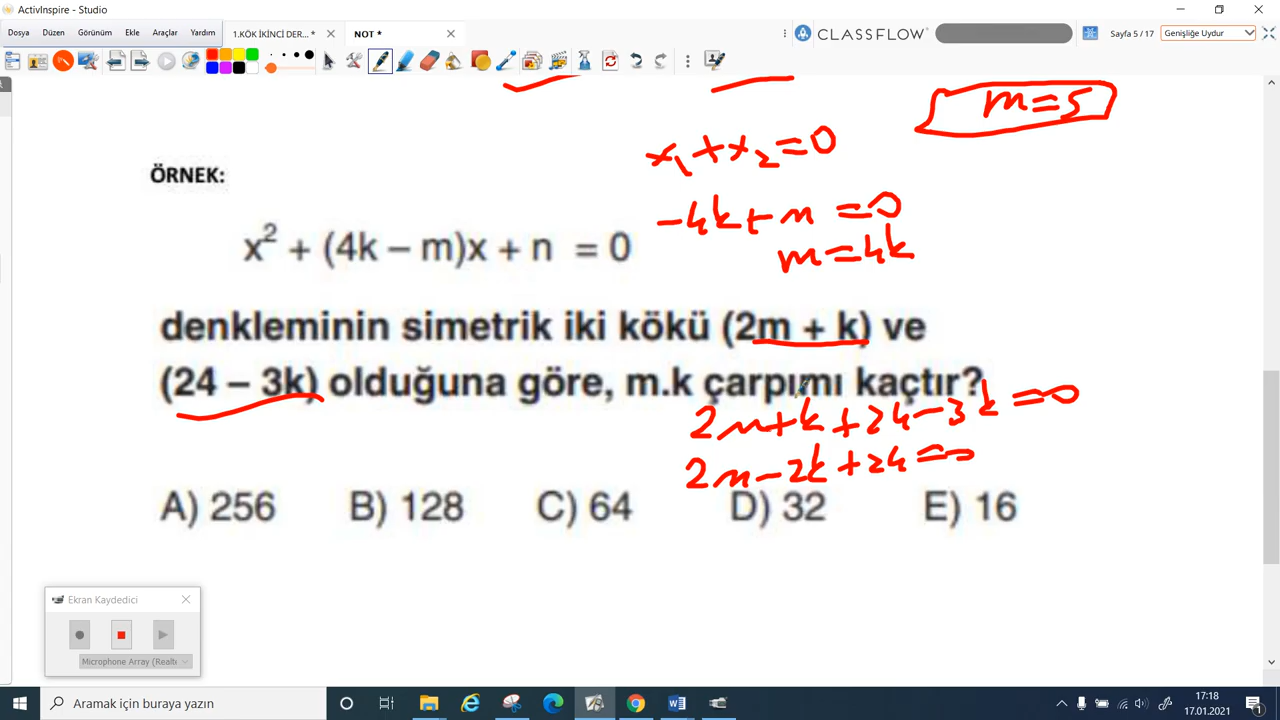 ActivInspire - Studio
Dosya Düzen Görünüm Ekle Araçlar Yardım
1.KÖK İKİNCİ DER... *
NOT *
CLASSFLOW
Sayfa 5 / 17
Genişliğe Uydur
m=5
x₁+x₂=0
ÖRNEK:
-4k+m=0
x² + (4k – m)x + n = 0
m=4k
denkleminin simetrik iki kökü (2m + k) ve
(24 – 3k) olduğuna göre, m.k çarpımı kaçtır?
2m+k+24-3k=0
2m-2k+24=0
A) 256 B) 128 C) 64 D) 32 E) 16
Ekran Kaydedici
Microphone Array (Realte
Aramak için buraya yazın
17:18
17.01.2021
1